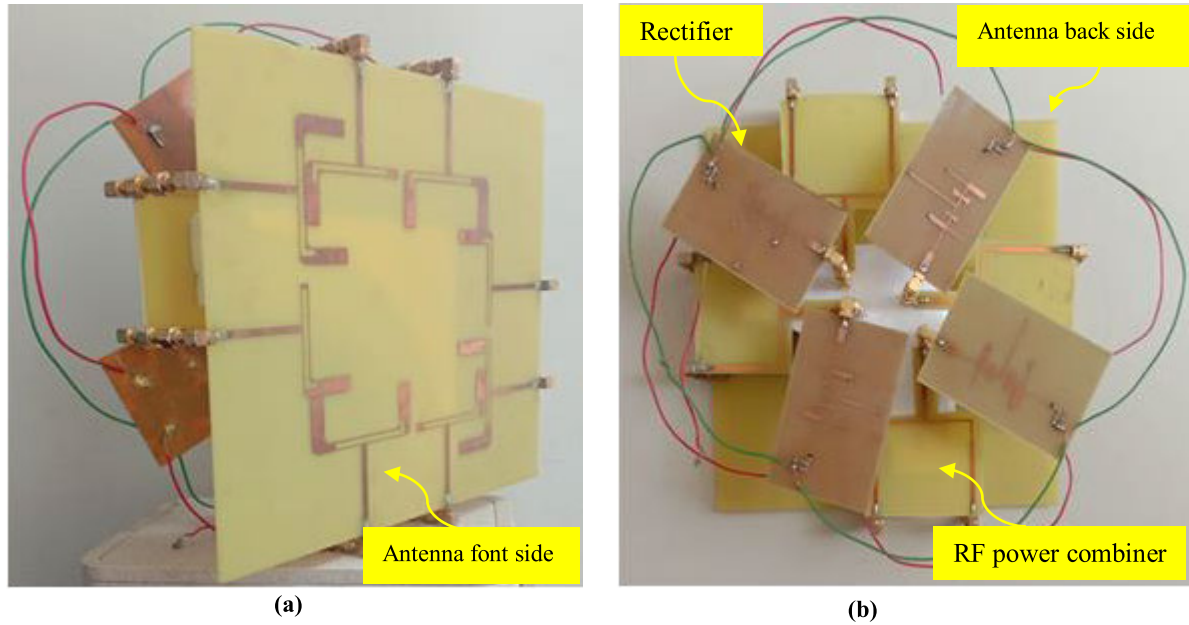 Rectifier
Antenna back side
Antenna font side
RF power combiner
(a)
(b)